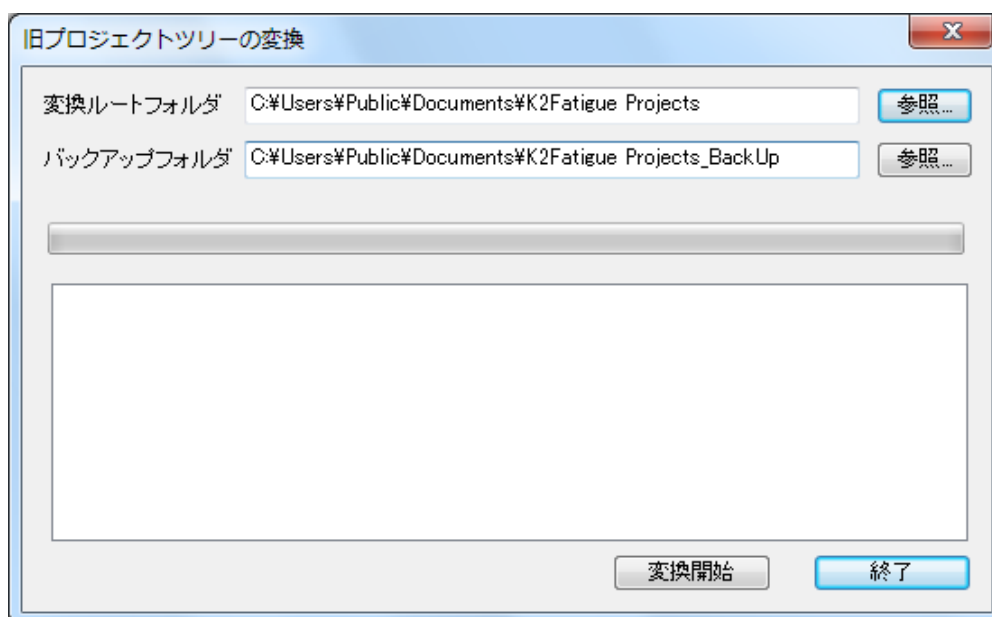 旧プロジェクトツリーの変換
変換ルートフォルダ C:¥Users¥Public¥Documents¥K2Fatigue Projects 参照...
バックアップフォルダ C:¥Users¥Public¥Documents¥K2Fatigue Projects_BackUp 参照...
変換開始 終了